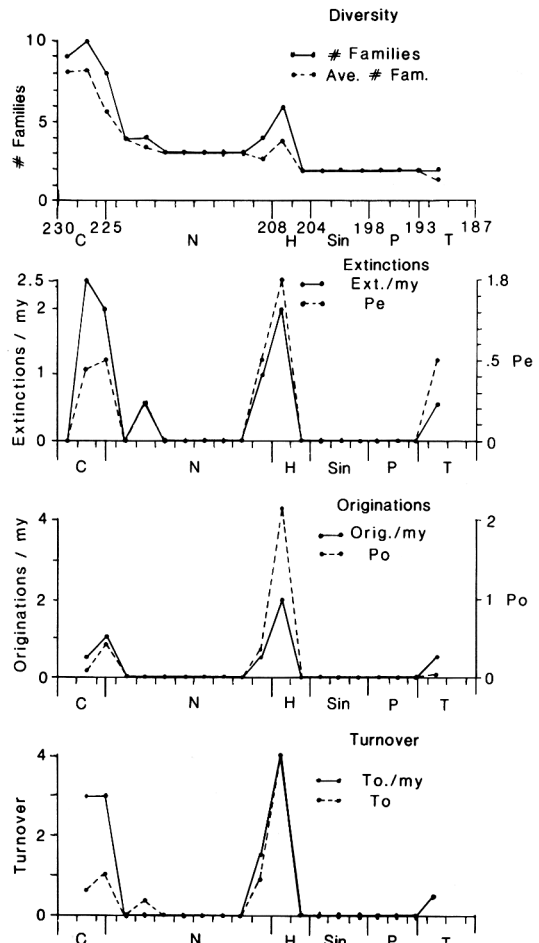 Diversity
# Families
Ave. # Fam.
# Families
10
5
0
230 225 208 204 198 193 187
C N H Sin P T
Extinctions
Ext./my
Pe
Extinctions / my
2.5
2
1
0
1.8
.5 Pe
0
C N H Sin P T
Originations
Orig./my
Po
Originations / my
4
2
0
2
1 Po
0
C N H Sin P T
Turnover
To./my
To
Turnover
4
2
0
C N H Sin P T